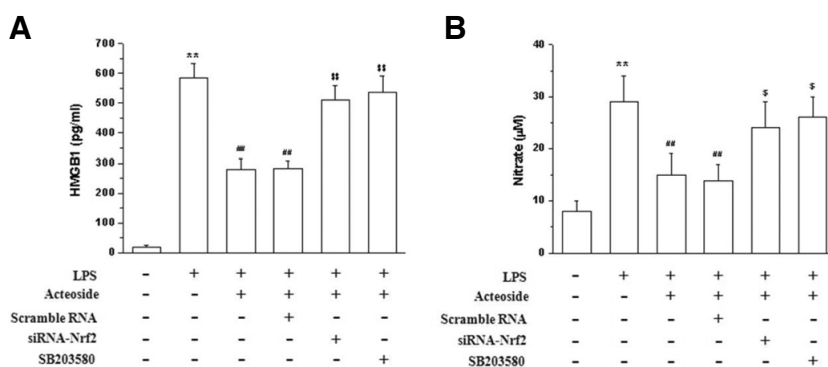 A
B
700
600
500
400
300
200
100
0
HMGB1 (pg/ml)
**
##
##
$$
$$
LPS - + + + + +
Acteoside - - + + + +
Scramble RNA - - - + - -
siRNA-Nrf2 - - - - + -
SB203580 - - - - - +
40
30
20
10
0
Nitrate (µM)
**
##
##
$
$
LPS - + + + + +
Acteoside - - + + + +
Scramble RNA - - - + - -
siRNA-Nrf2 - - - - + -
SB203580 - - - - - +